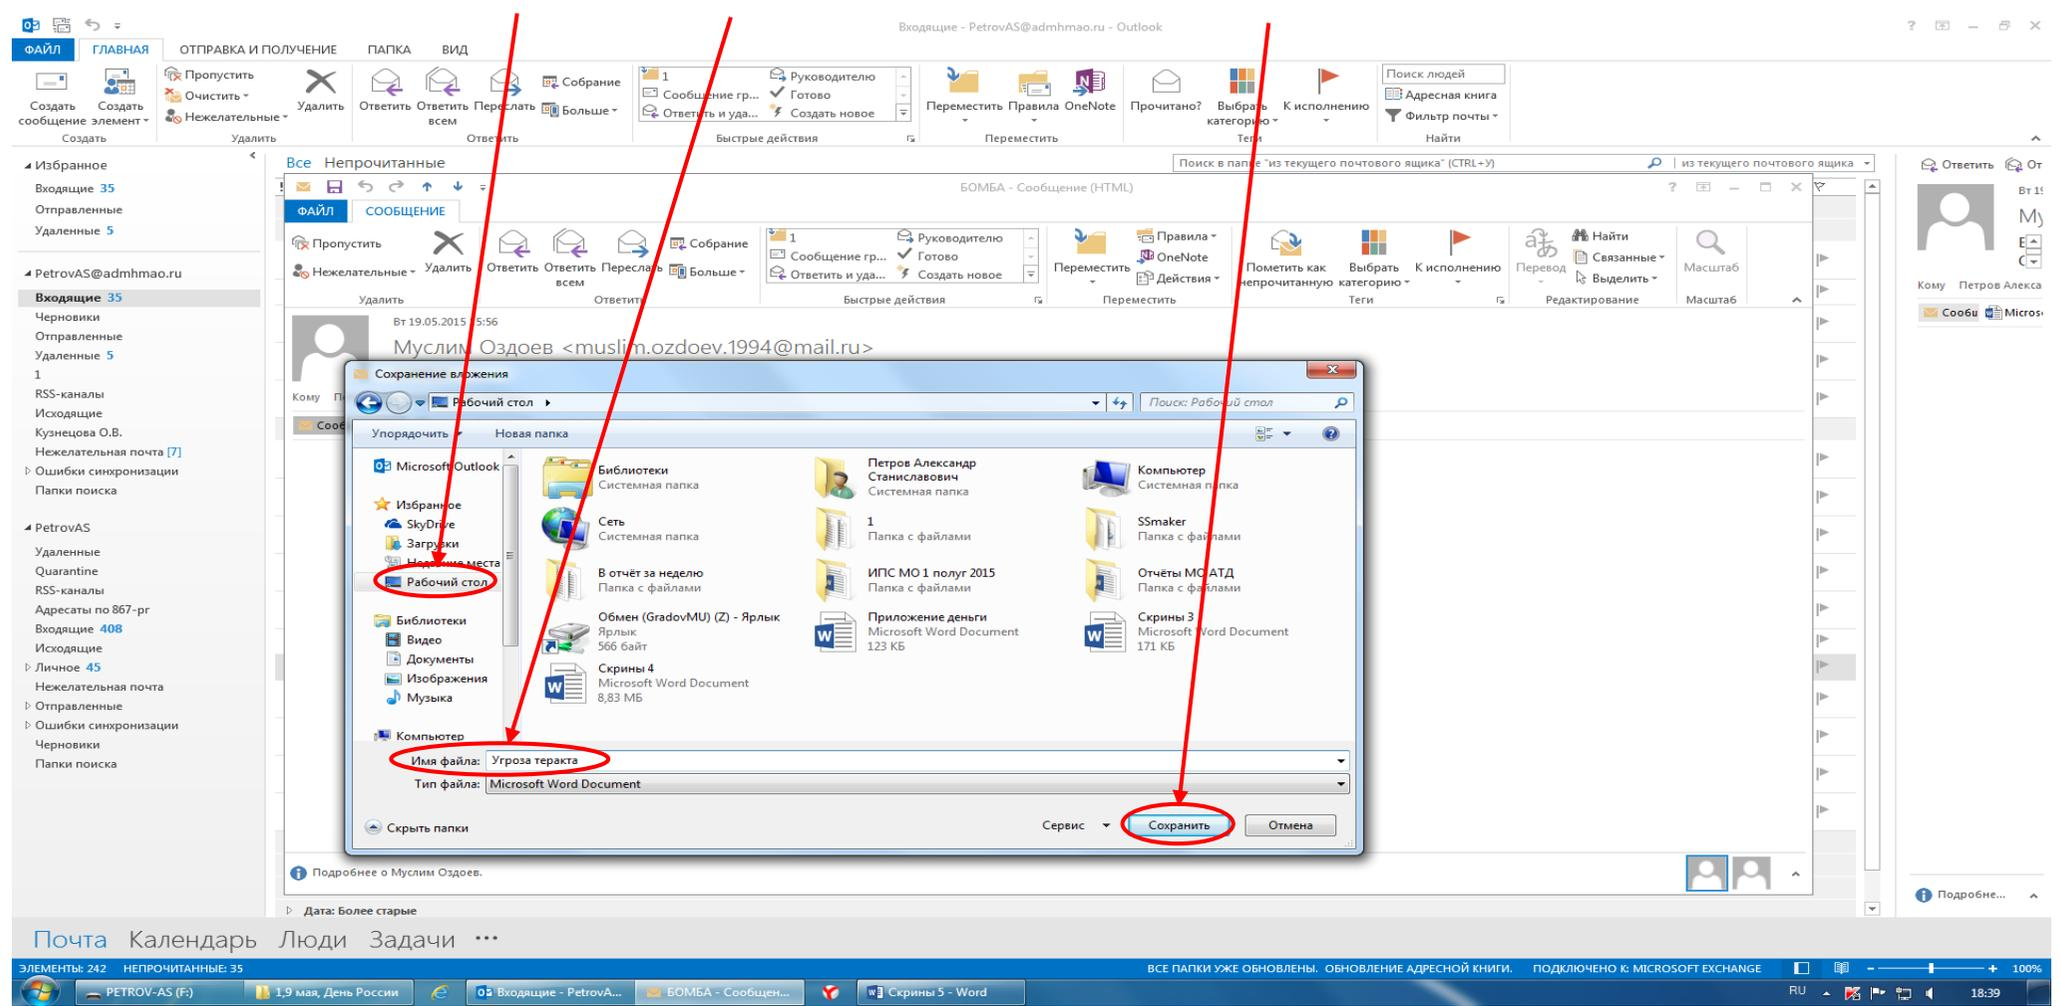 Входящие - PetrovAS@admhmao.ru - Outlook
ФАЙЛ ГЛАВНАЯ ОТПРАВКА И ПОЛУЧЕНИЕ ПАПКА ВИД
Создать сообщение
Создать элемент
Пропустить
Очистить
Нежелательные
Удалить
Ответить
Ответить всем
Переслать
Собрание
Больше
1
Сообщение гр...
Ответить и уда...
Руководителю
Готово
Создать новое
Переместить
Правила
OneNote
Прочитано?
Выбрать категорию
К исполнению
Поиск людей
Адресная книга
Фильтр почты
Создать Удалить Ответить Быстрые действия Переместить Теги Найти
Избранное
Входящие 35
Отправленные
Удаленные 5
PetrovAS@admhmao.ru
Входящие 35
Черновики
Отправленные
Удаленные 5
1
RSS-каналы
Исходящие
Кузнецова О.В.
Нежелательная почта [7]
Ошибки синхронизации
Папки поиска
PetrovAS
Удаленные
Quarantine
RSS-каналы
Адресаты по 867-рг
Входящие 408
Исходящие
Личное 45
Нежелательная почта
Отправленные
Ошибки синхронизации
Черновики
Папки поиска
Все Непрочитанные
Поиск в папке "из текущего почтового ящика" (CTRL+У)
из текущего почтового ящика
БОМБА - Сообщение (HTML)
ФАЙЛ СООБЩЕНИЕ
Пропустить
Нежелательные
Удалить
Ответить
Ответить всем
Переслать
Собрание
Больше
1
Сообщение гр...
Ответить и уда...
Руководителю
Готово
Создать новое
Переместить
Правила
OneNote
Действия
Пометить как непрочитанную
Выбрать категорию
К исполнению
Перевод
Найти
Связанные
Выделить
Масштаб
Удалить Ответить Быстрые действия Переместить Теги Редактирование Масштаб
Вт 19.05.2015
Муслим Оздоев <muslim.ozdoev.1994@mail.ru>
Кому
Сохранение вложения
Рабочий стол
Поиск: Рабочий стол
Упорядочить Новая папка
Microsoft Outlook
Избранное
SkyDrive
Загрузки
Недавние места
Рабочий стол
Библиотеки
Видео
Документы
Изображения
Музыка
Компьютер
Библиотеки
Системная папка
Петров Александр Станиславович
Системная папка
Компьютер
Системная папка
Сеть
Системная папка
1
Папка с файлами
SSmaker
Папка с файлами
В отчёт за неделю
Папка с файлами
ИПС МО 1 полуг 2015
Папка с файлами
Отчёты МО АТД
Папка с файлами
Обмен (GradovMU) (Z) - Ярлык
Ярлык
566 байт
Приложение деньги
Microsoft Word Document
123 КБ
Скрины 3
Microsoft Word Document
171 КБ
Скрины 4
Microsoft Word Document
8,83 МБ
Имя файла: Угроза теракта
Тип файла: Microsoft Word Document
Скрыть папки
Сервис Сохранить Отмена
Подробнее о Муслим Оздоев.
Дата: Более старые
Ответить От
Вт 19
Му
Кому Петров Алекса
Сооби Micros
Подробне...
Почта Календарь Люди Задачи ...
ЭЛЕМЕНТЫ: 242 НЕПРОЧИТАННЫЕ: 35
ВСЕ ПАПКИ УЖЕ ОБНОВЛЕНЫ. ОБНОВЛЕНИЕ АДРЕСНОЙ КНИГИ. ПОДКЛЮЧЕНО К: MICROSOFT EXCHANGE 100%
PETROV-AS (F:)
1,9 мая, День России
Входящие - PetrovA...
БОМБА - Сообщен...
Скрины 5 - Word
RU 18:39